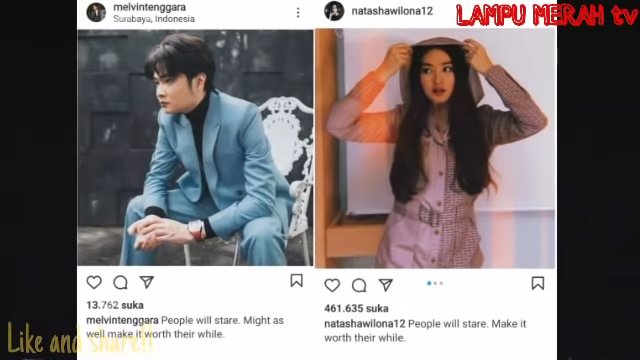 melvintenggara
Surabaya, Indonesia
13.762 suka
melvintenggara People will stare. Might as
well make it worth their while.
natashawilona12
461.635 suka
natashawilona12 People will stare. Make it
worth their while.
LAMPU MERAH tv
Like and share!!